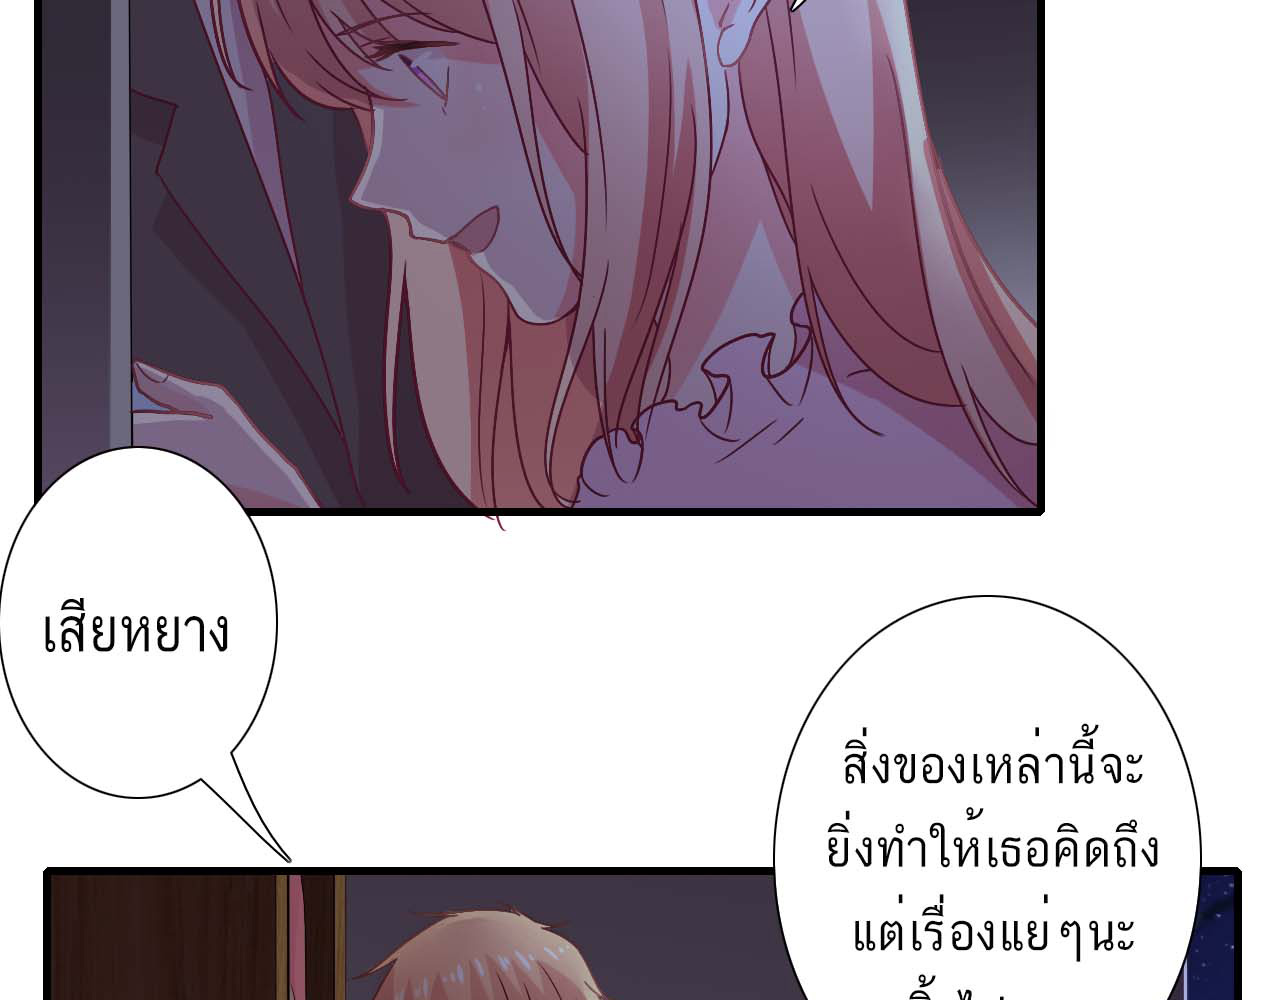 เสียหยาง
สิ่งของเหล่านี้จะ
ยิ่งทำให้เธอคิดถึง
แต่เรื่องแย่ๆนะ